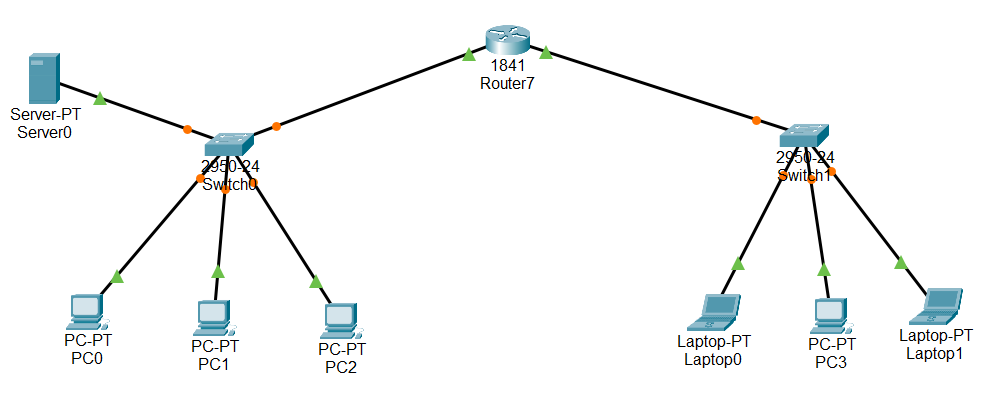 1841
Router7
Server-PT
Server0
2950-24
Switch0
2950-24
Switch1
PC-PT
PC0
PC-PT
PC1
PC-PT
PC2
Laptop-PT
Laptop0
PC-PT
PC3
Laptop-PT
Laptop1